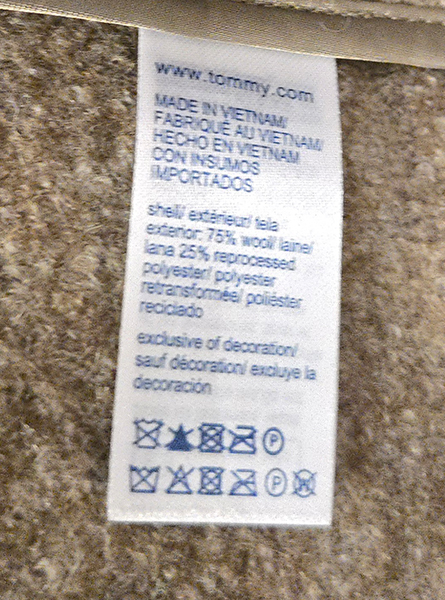 www.tommy.com
MADE IN VIETNAM/
FABRIQUE AU VIETNAM/
HECHO EN VIETNAM
CON INSUMOS
IMPORTADOS
shell/ extérieur/ tela
exterior: 75% wool/ laine/
lana 25% reprocessed
polyester/ polyester
retransformée/ poliéster
reciclado
exclusive of decoration/
sauf décoration/ excluye la
decoración
P
P W